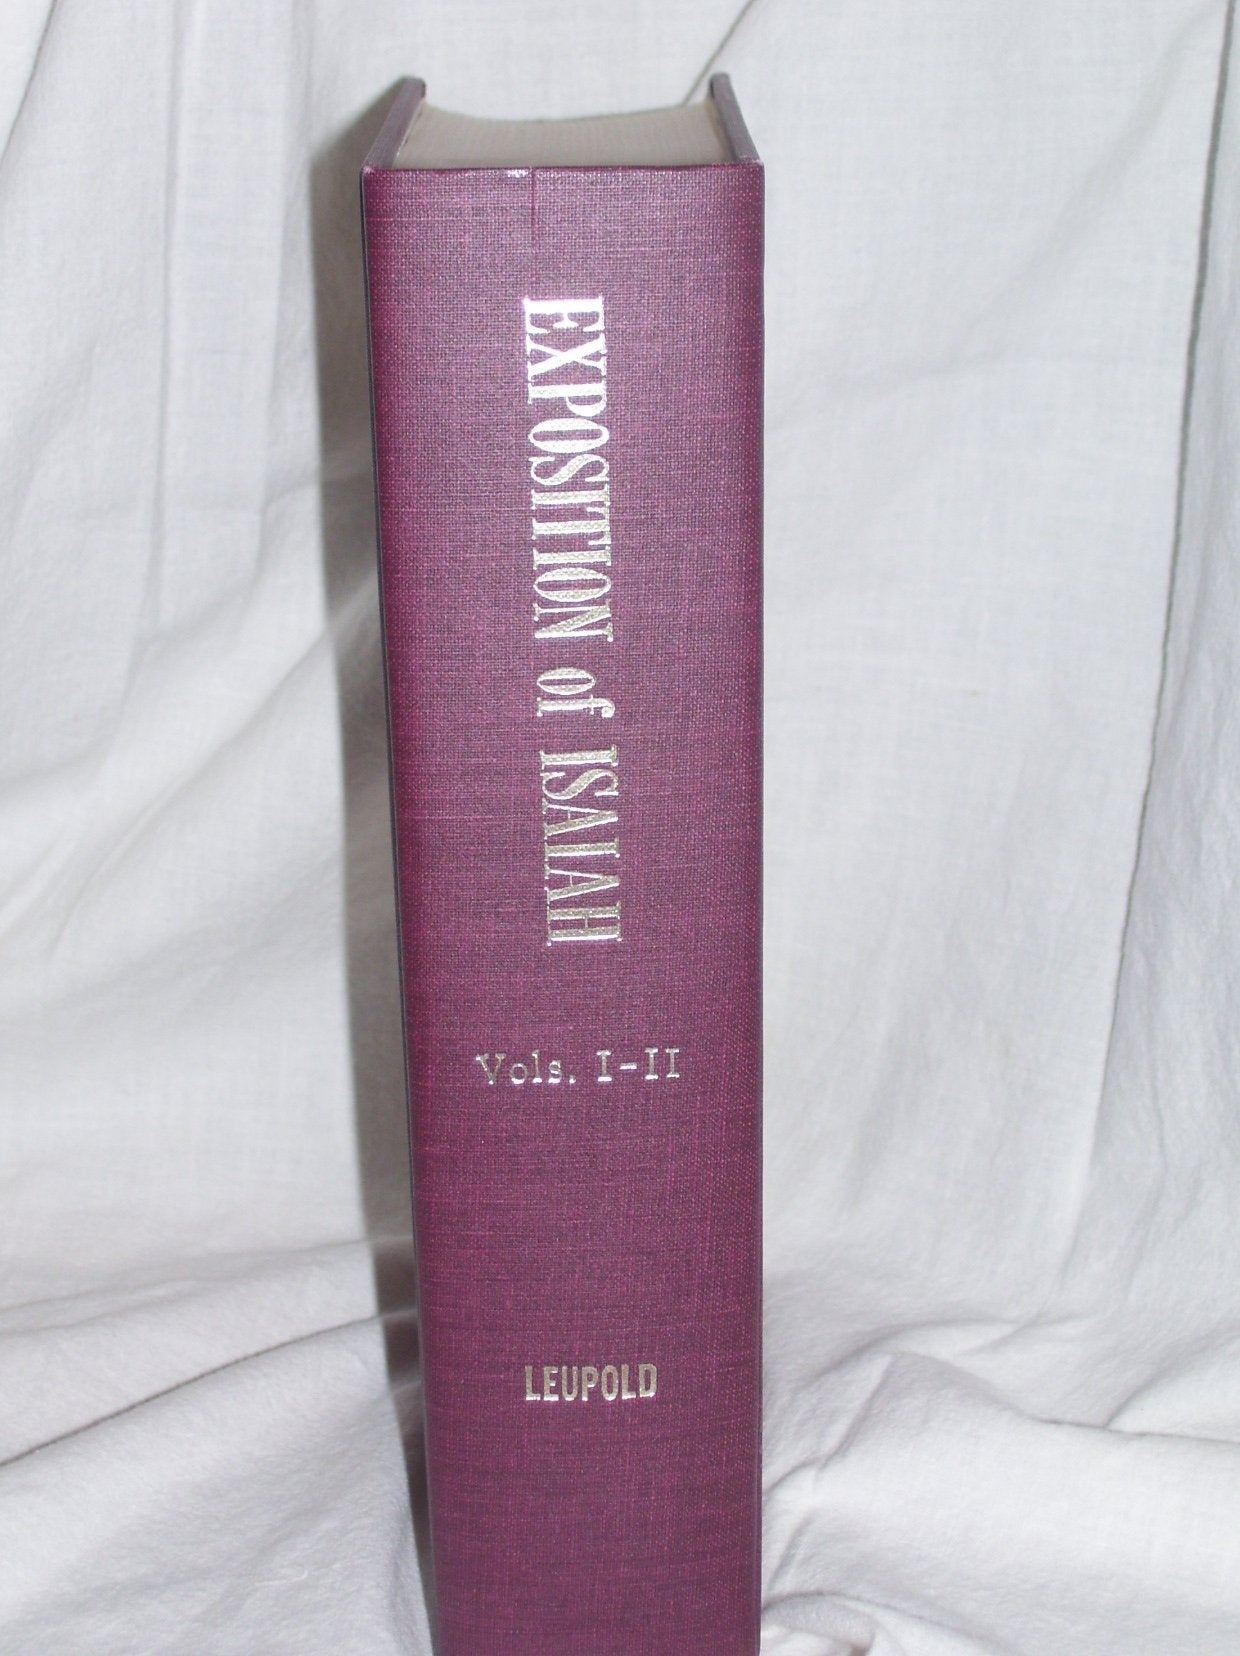 EXPOSITION of ISAIAH
Vols. I-II
LEUPOLD